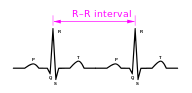 R–R interval
R R
P T P T
Q Q
S S